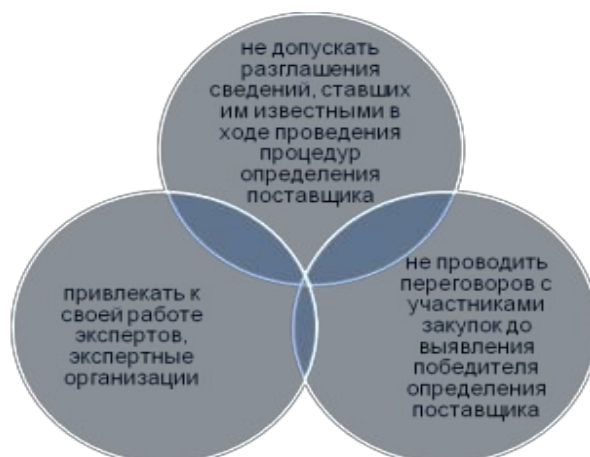 не допускать
разглашения
сведений, ставших
им известными в
ходе проведения
процедур
определения
поставщика
привлекать к
своей работе
экспертов,
экспертные
организации
не проводить
переговоров с
участниками
закупок до
выявления
победителя
определения
поставщика